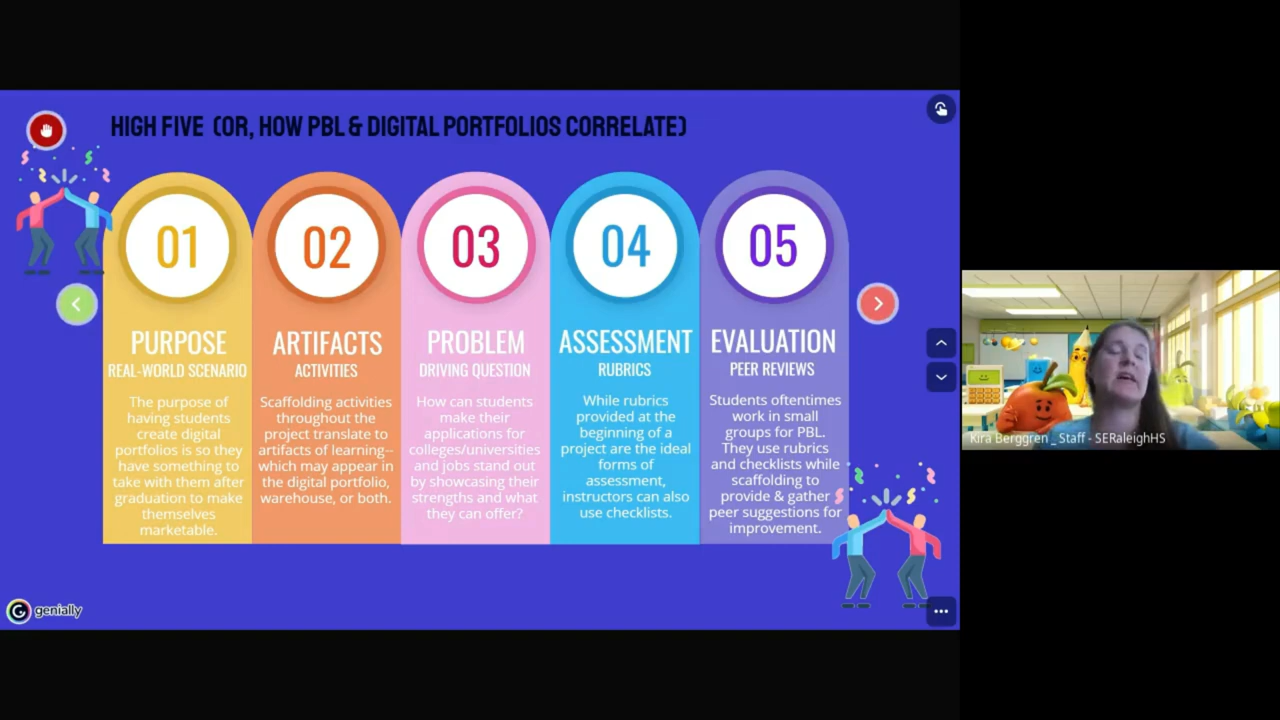 HIGH FIVE (OR, HOW PBL & DIGITAL PORTFOLIOS CORRELATE)
01
PURPOSE
REAL-WORLD SCENARIO
The purpose of
having students
create digital
portfolios is so they
have something to
take with them after
graduation to make
themselves
marketable.
02
ARTIFACTS
ACTIVITIES
Scaffolding activities
throughout the
project translate to
artifacts of learning--
which may appear in
the digital portfolio,
warehouse, or both.
03
PROBLEM
DRIVING QUESTION
How can students
make their
applications for
colleges/universities
and jobs stand out
by showcasing their
strengths and what
they can offer?
04
ASSESSMENT
RUBRICS
While rubrics
provided at the
beginning of a
project are the ideal
forms of
assessment,
instructors can also
use checklists.
05
EVALUATION
PEER REVIEWS
Students oftentimes
work in small
groups for PBL.
They use rubrics
and checklists while
scaffolding to
provide & gather
peer suggestions for
improvement.
genially
Kira Berggren _ Staff - SERaleighHS